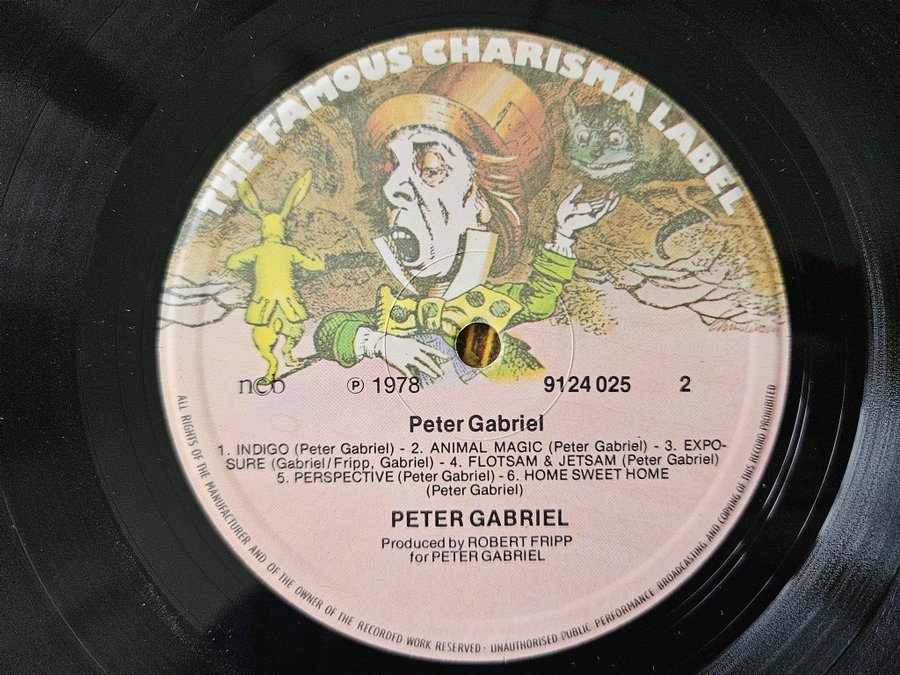 THE FAMOUS CHARISMA LABEL
ncb ℗ 1978 9124 025 2
Peter Gabriel
1. INDIGO (Peter Gabriel) - 2. ANIMAL MAGIC (Peter Gabriel) - 3. EXPO-
SURE (Gabriel/Fripp, Gabriel) - 4. FLOTSAM & JETSAM (Peter Gabriel)
5. PERSPECTIVE (Peter Gabriel) - 6. HOME SWEET HOME
(Peter Gabriel)
PETER GABRIEL
Produced by ROBERT FRIPP
for PETER GABRIEL
ALL RIGHTS OF THE MANUFACTURER AND OF THE OWNER OF THE RECORDED WORK RESERVED · UNAUTHORISED PUBLIC PERFORMANCE BROADCASTING AND COPYING OF THIS RECORD PROHIBITED